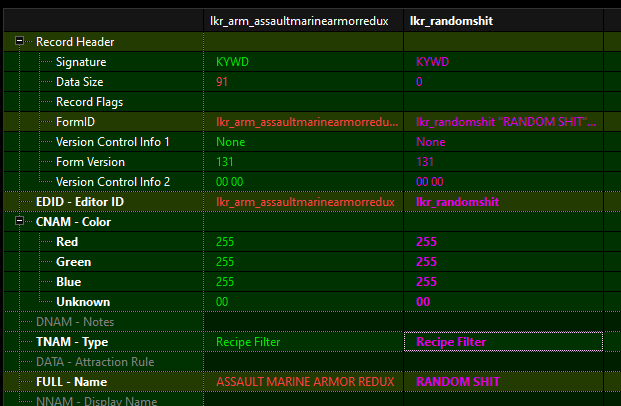 lkr_arm_assaultmarinearmorredux lkr_randomshit
Record Header
Signature KYWD KYWD
Data Size 91 0
Record Flags
FormID lkr_arm_assaultmarinearmorredu... lkr_randomshit "RANDOM SHIT"...
Version Control Info 1 None None
Form Version 131 131
Version Control Info 2 00 00 00 00
EDID - Editor ID lkr_arm_assaultmarinearmorredux lkr_randomshit
CNAM - Color
Red 255 255
Green 255 255
Blue 255 255
Unknown 00 00
DNAM - Notes
TNAM - Type Recipe Filter Recipe Filter
DATA - Attraction Rule
FULL - Name ASSAULT MARINE ARMOR REDUX RANDOM SHIT
NNAM - Display Name